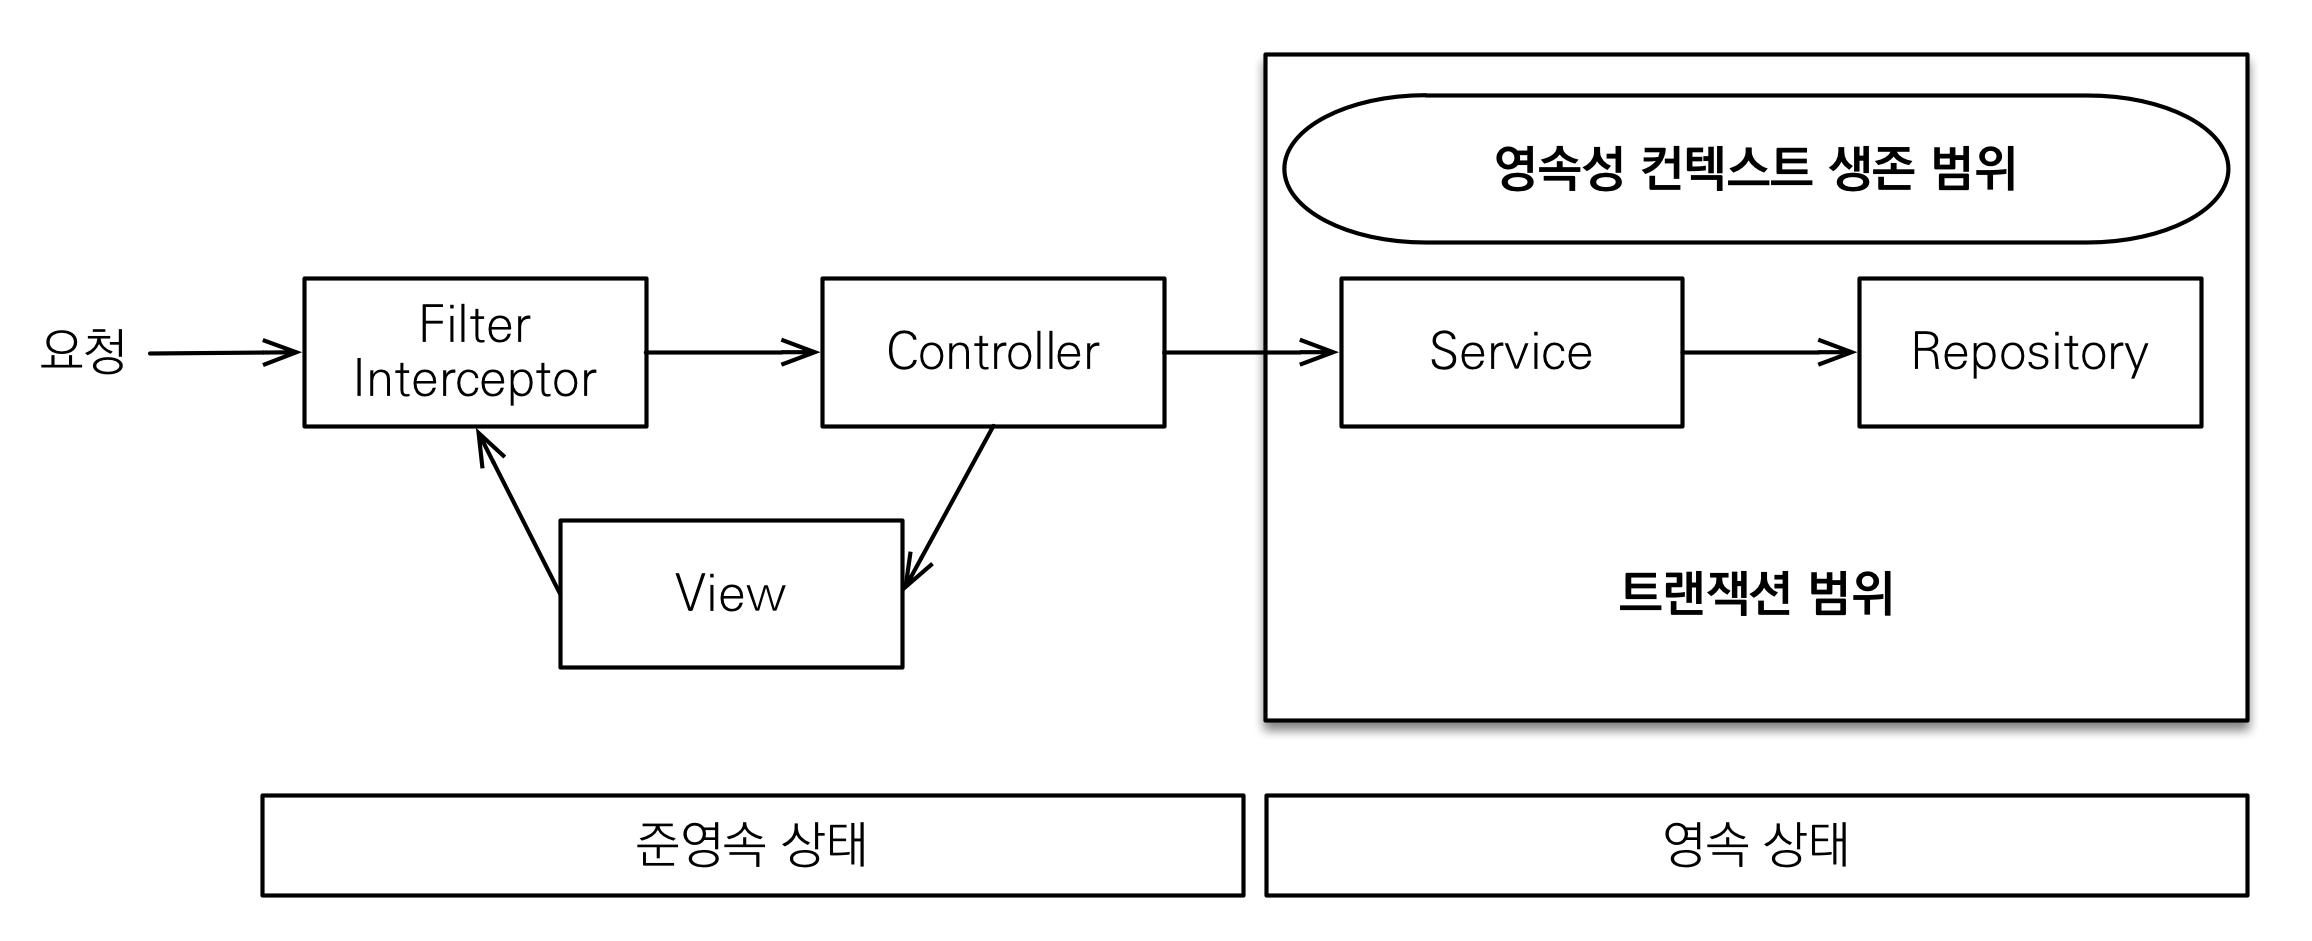 영속성 컨텍스트 생존 범위
요청
Filter
Interceptor
Controller
Service
Repository
View
트랜잭션 범위
준영속 상태
영속 상태